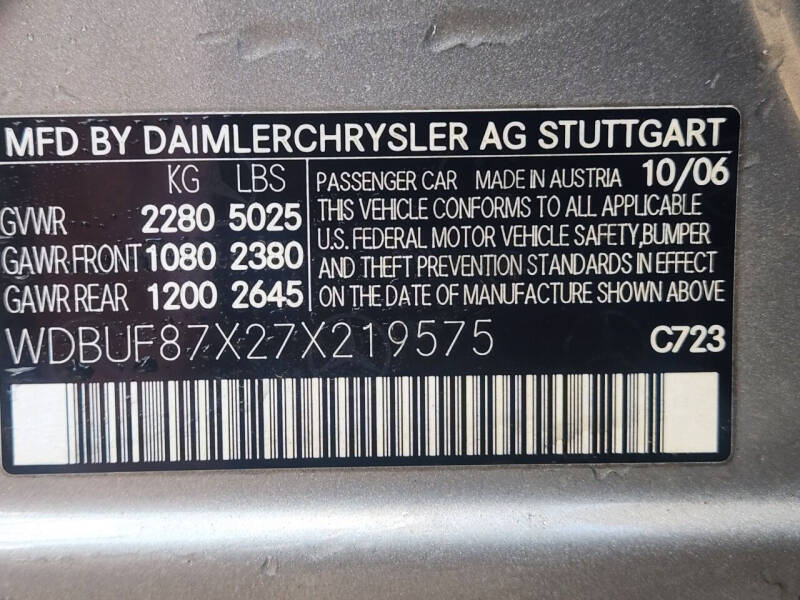 MFD BY DAIMLERCHRYSLER AG STUTTGART
KG LBS
GVWR 2280 5025
GAWR FRONT 1080 2380
GAWR REAR 1200 2645
PASSENGER CAR MADE IN AUSTRIA 10/06
THIS VEHICLE CONFORMS TO ALL APPLICABLE
U.S. FEDERAL MOTOR VEHICLE SAFETY,BUMPER
AND THEFT PREVENTION STANDARDS IN EFFECT
ON THE DATE OF MANUFACTURE SHOWN ABOVE
WDBUF87X27X219575 C723